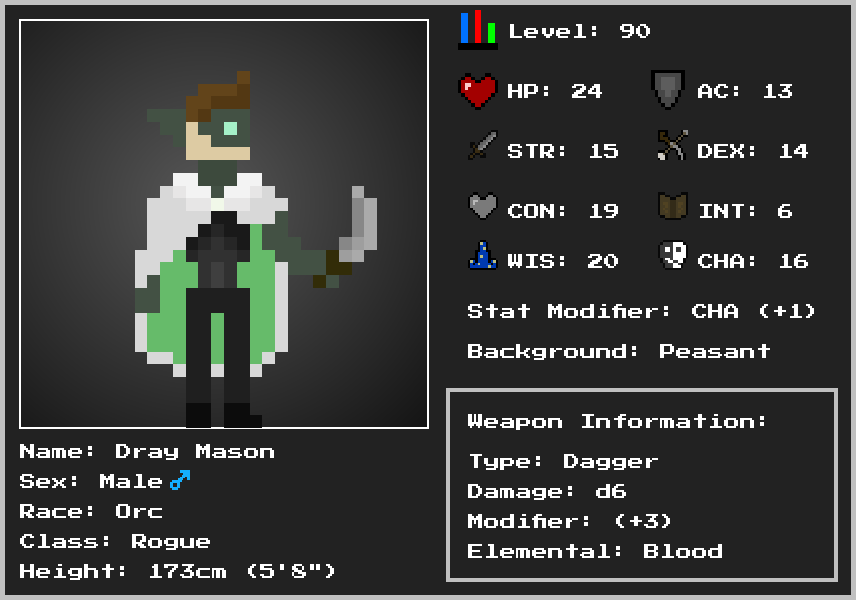 Level: 90
HP: 24 AC: 13
STR: 15 DEX: 14
CON: 19 INT: 6
WIS: 20 CHA: 16
Stat Modifier: CHA (+1)
Background: Peasant
Weapon Information:
Type: Dagger
Damage: d6
Modifier: (+3)
Elemental: Blood
Name: Dray Mason
Sex: Male ♂
Race: Orc
Class: Rogue
Height: 173cm (5'8")